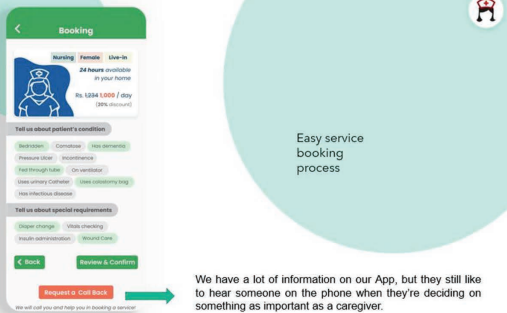 Booking
Nursing Female Live-in
24 hours available
in your home
Rs. 1,234 1,000 / day
(30% discount)
Tell us about patient's condition
Bedridden Comatose Has dementia
Pressure Ulcer Incontinence
Fed through tube On ventilator
Uses urinary Catheter Uses colostomy bag
Has infectious disease
Tell us about special requirements
Diaper change Vitals checking
Insulin administration Wound Care
Back Review & Confirm
Request a Call Back
We will call you and help you in booking a service!
Easy service
booking
process
We have a lot of information on our App, but they still like
to hear someone on the phone when they're deciding on
something as important as a caregiver.